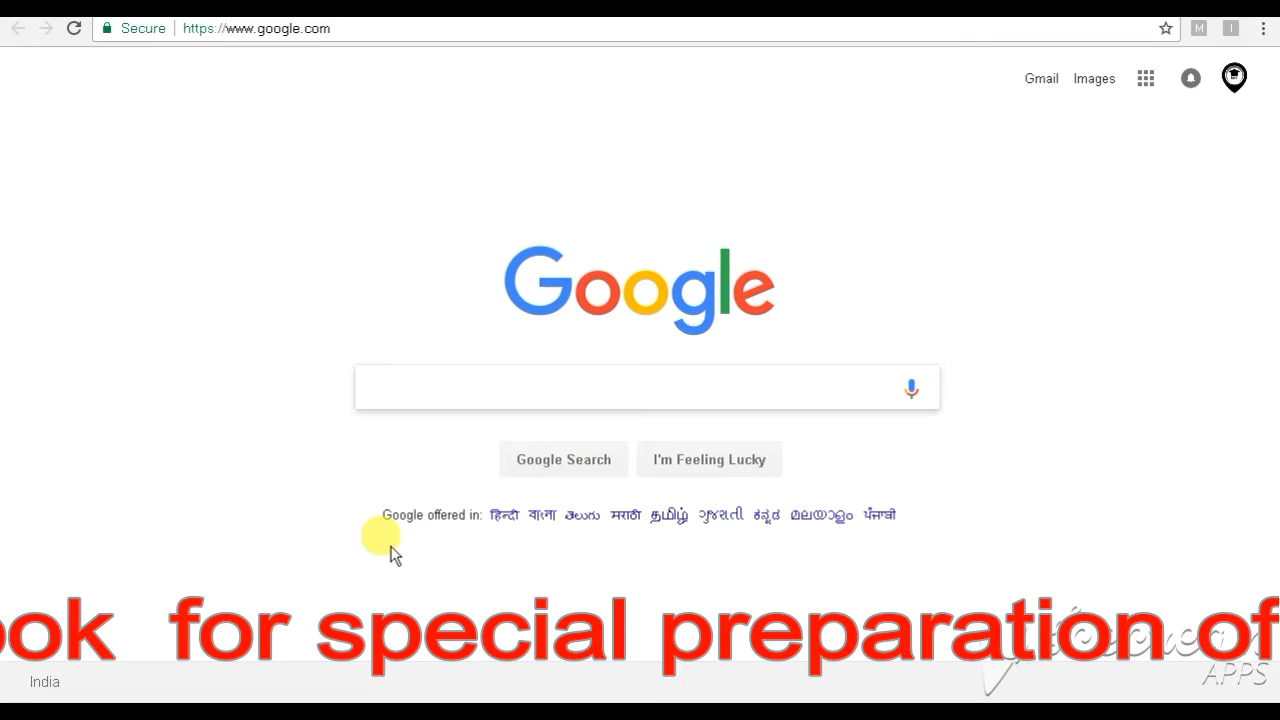 Secure https://www.google.com M I
Gmail Images
Google
Google Search I'm Feeling Lucky
Google offered in: हिन्दी বাংলা తెలుగు मराठी தமிழ் ગુજરાતી ಕನ್ನಡ മലയാളം ਪੰਜਾਬੀ
ook for special preparation of
APPS
India